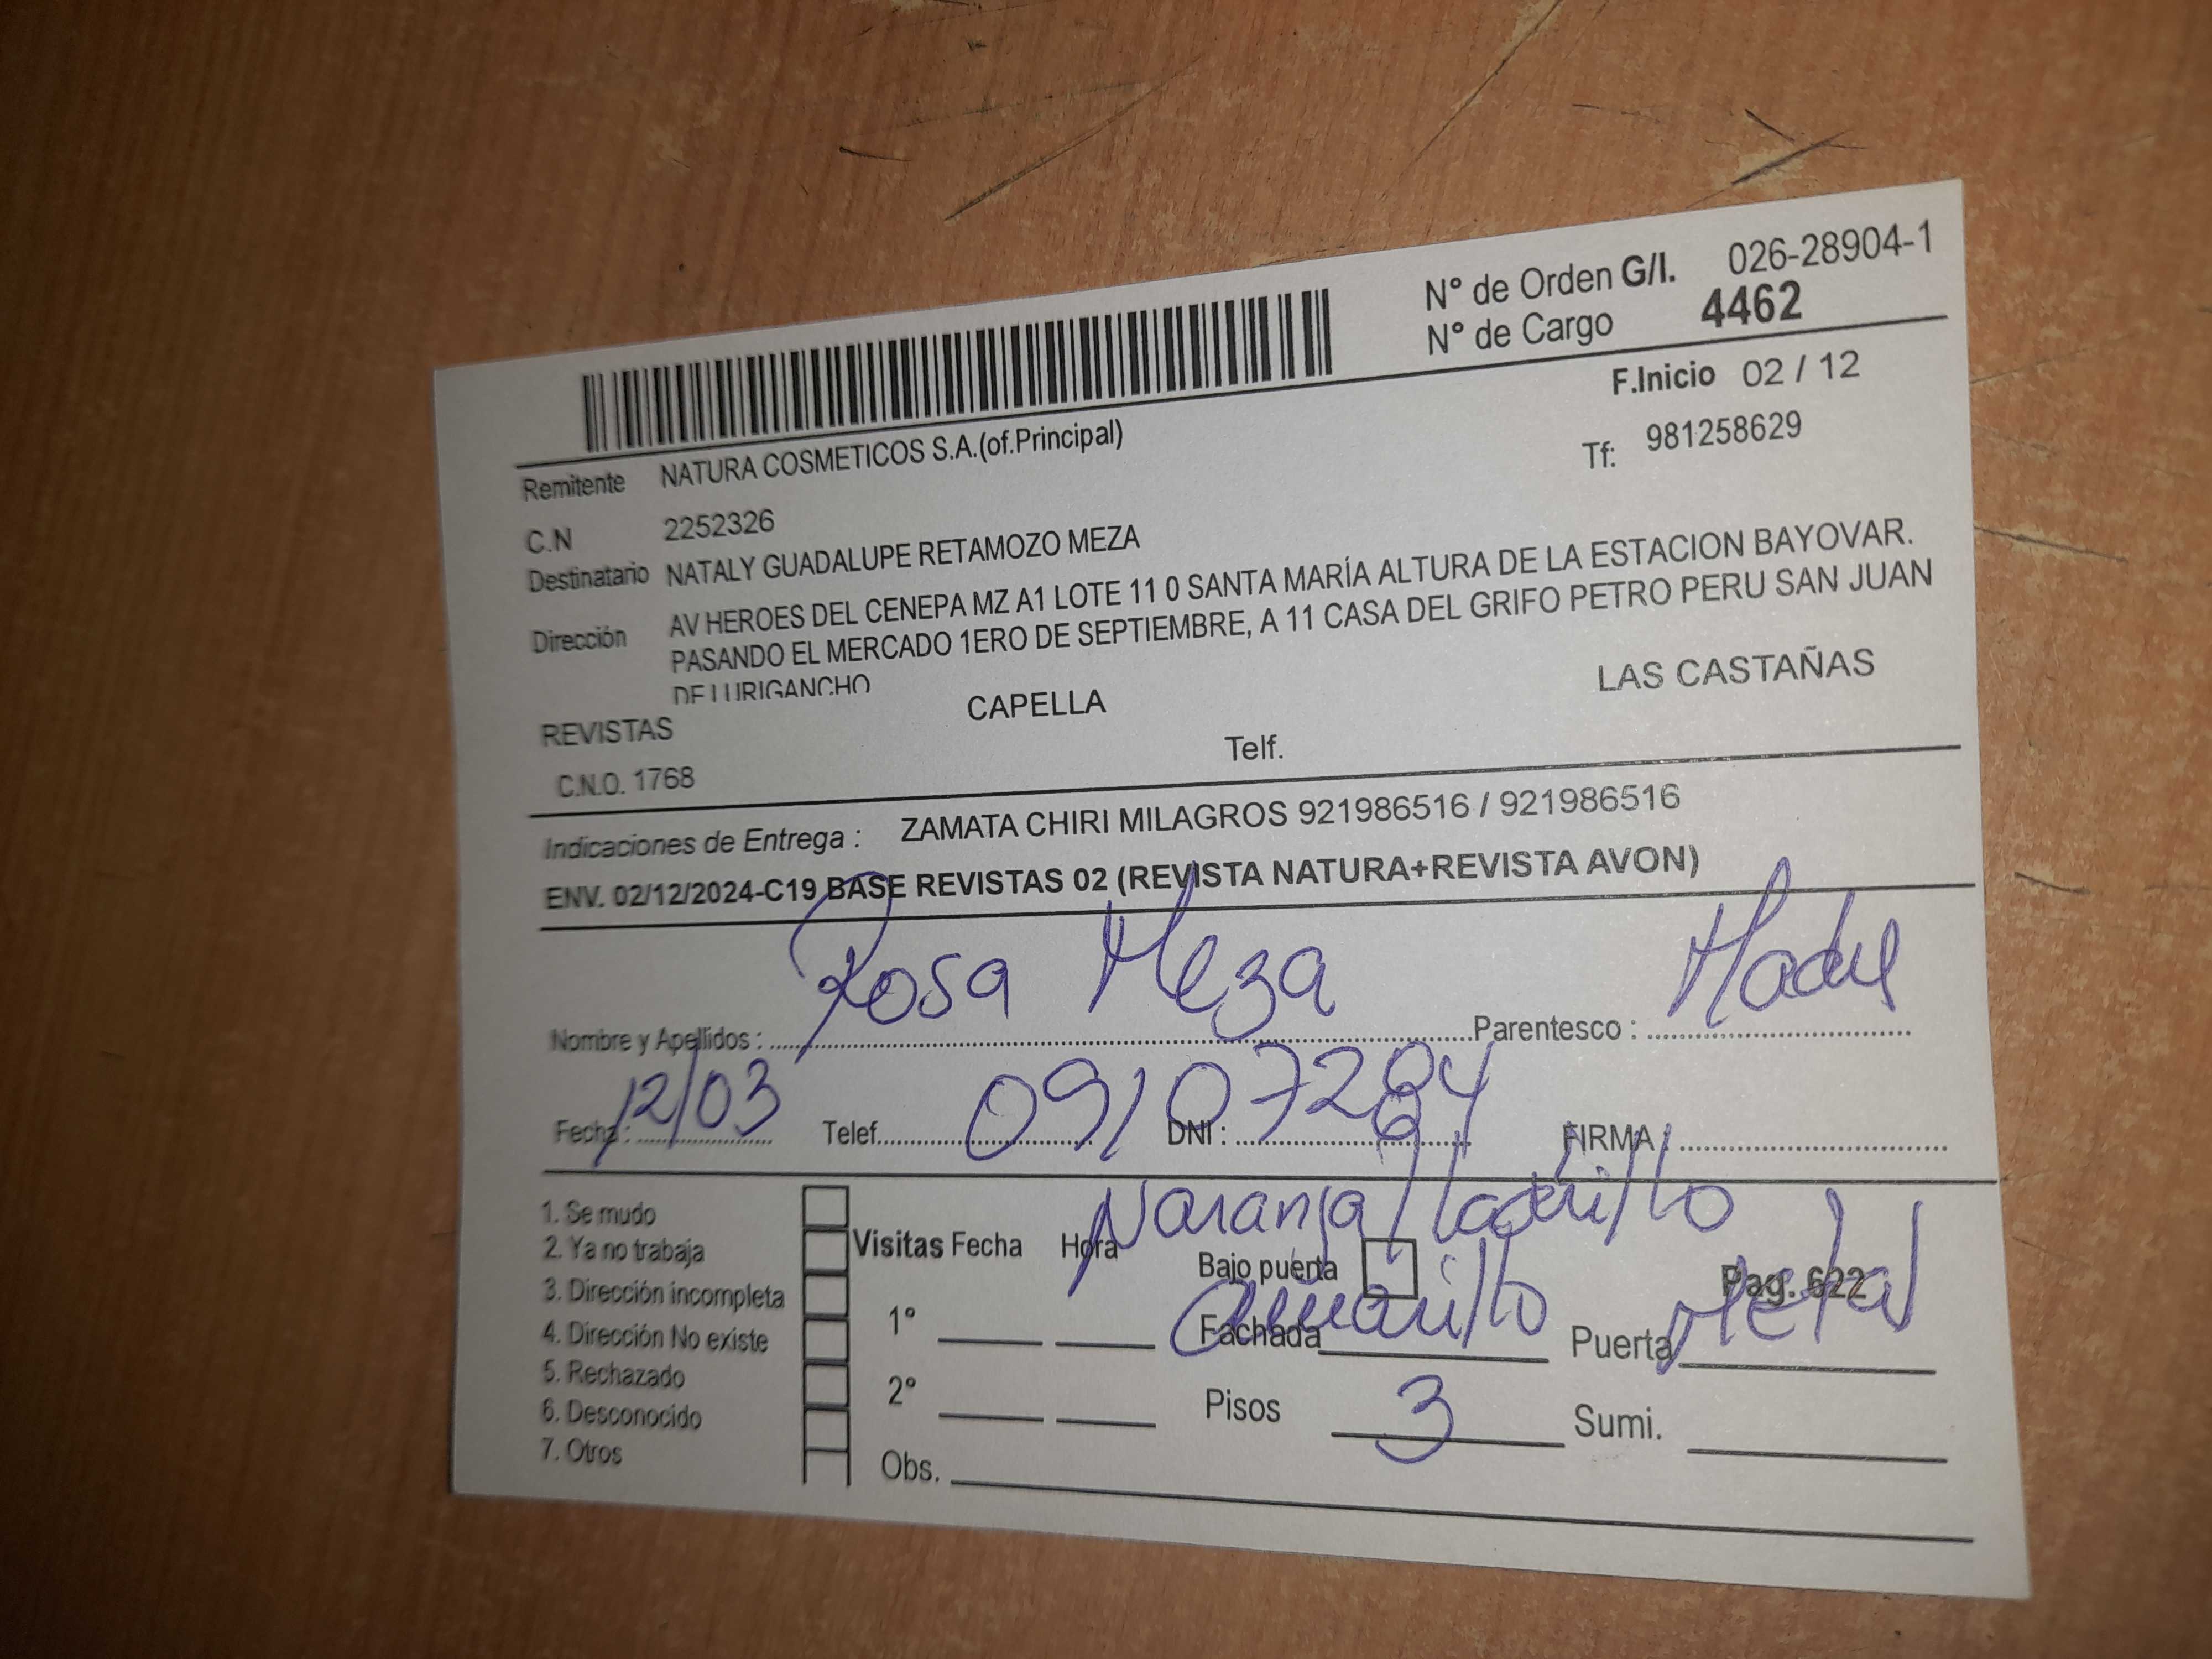 N° de Orden G/I. 026-28904-1
N° de Cargo 4462
F.Inicio 02 / 12
Remitente NATURA COSMETICOS S.A.(of.Principal) Tf: 981258629
C.N 2252326
Destinatario NATALY GUADALUPE RETAMOZO MEZA
Dirección AV HEROES DEL CENEPA MZ A1 LOTE 11 0 SANTA MARÍA ALTURA DE LA ESTACION BAYOVAR.
PASANDO EL MERCADO 1ERO DE SEPTIEMBRE, A 11 CASA DEL GRIFO PETRO PERU SAN JUAN
DE LURIGANCHO
REVISTAS CAPELLA LAS CASTAÑAS
C.N.O. 1768 Telf.
Indicaciones de Entrega : ZAMATA CHIRI MILAGROS 921986516 / 921986516
ENV. 02/12/2024-C19 BASE REVISTAS 02 (REVISTA NATURA+REVISTA AVON)
Nombre y Apellidos : Rosa Meza Parentesco : Madre
Fecha : 12/03 Telef. DNI : 09107284 FIRMA :
Naranja / ladrillo
1. Se mudo
2. Ya no trabaja Visitas Fecha Hora Bajo puerta Pag. 622
3. Dirección incompleta
4. Dirección No existe 1° Fachada amarillo Puerta Metal
5. Rechazado
6. Desconocido 2° Pisos 3 Sumi.
7. Otros Obs.